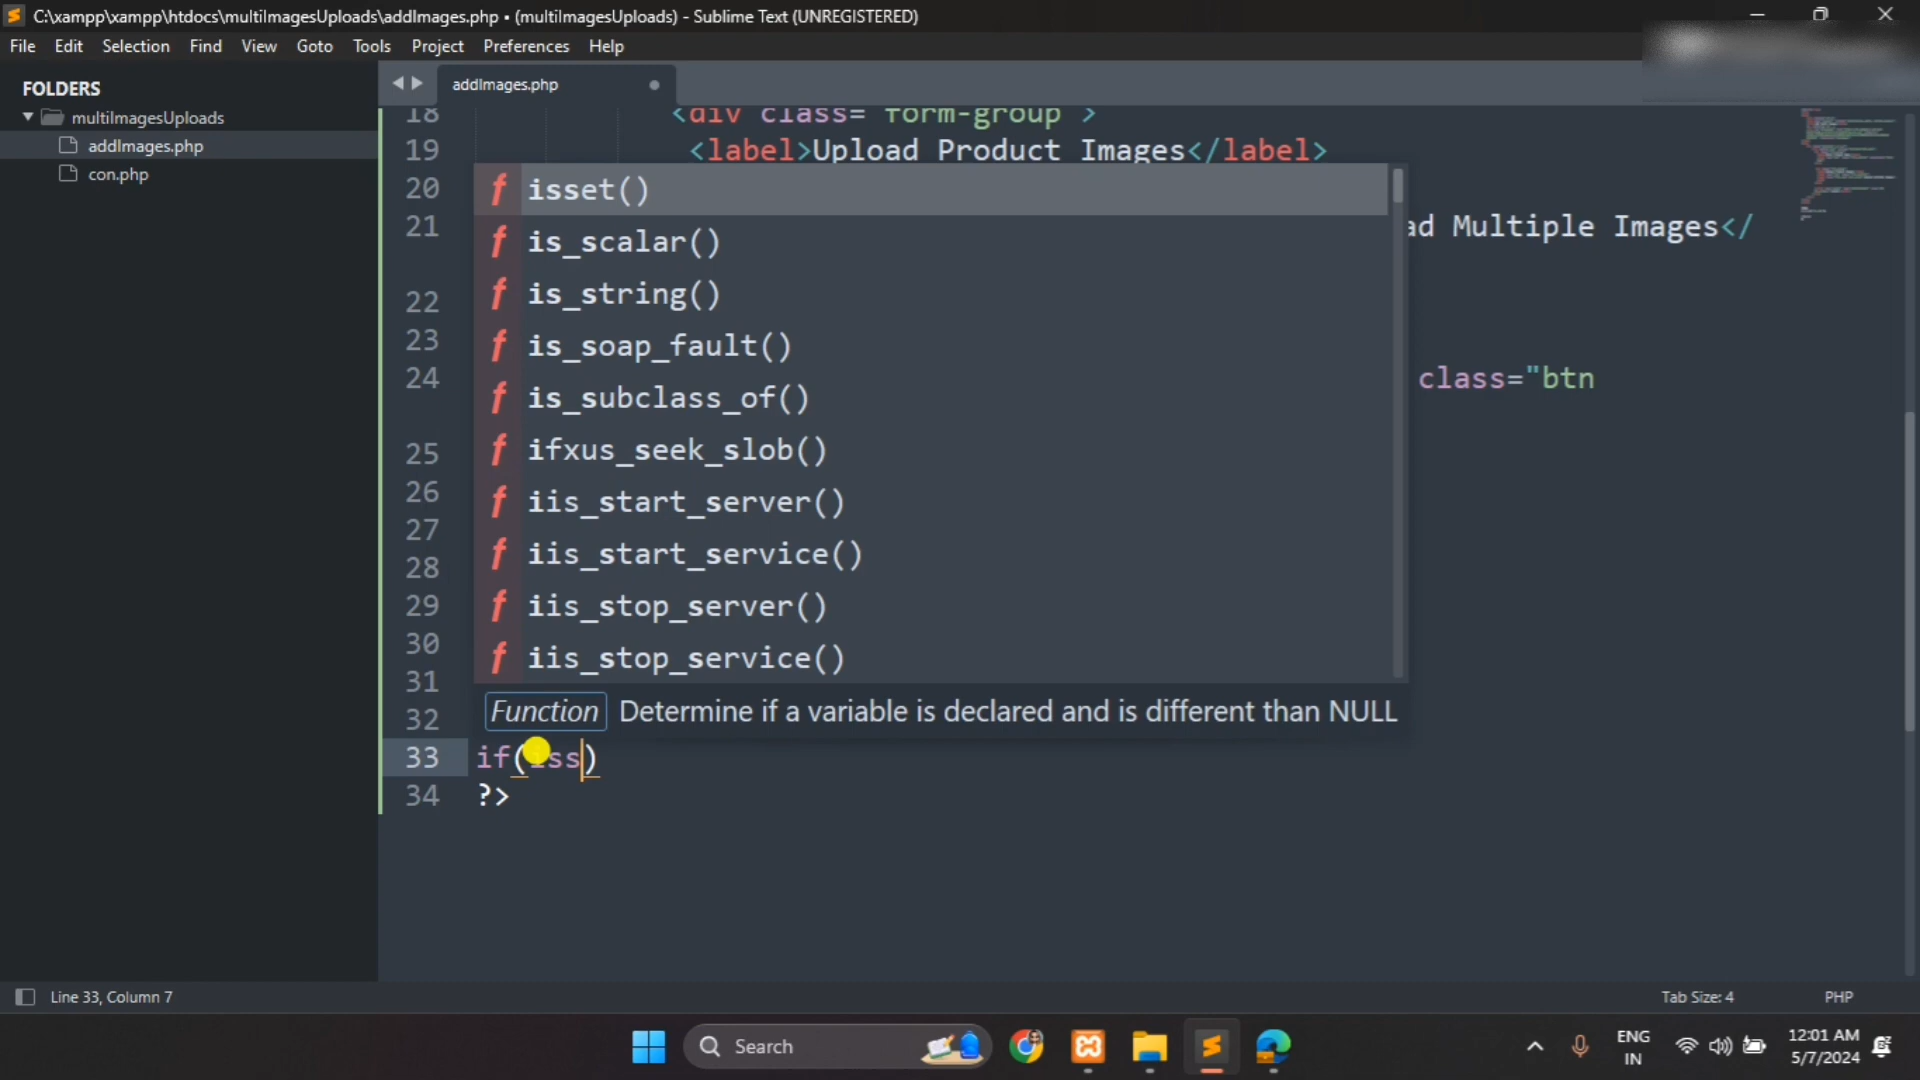 C:\xampp\xampp\htdocs\multiImagesUploads\addImages.php • (multiImagesUploads) - Sublime Text (UNREGISTERED)
File Edit Selection Find View Goto Tools Project Preferences Help
FOLDERS
multiImagesUploads
addImages.php
con.php
addImages.php
18 <div class= form-group >
19 <label>Upload Product Images</label>
20
21 ad Multiple Images</
22
23
24 class="btn
25
26
27
28
29
30
31
32
33 if(iss)
34 ?>
f isset()
f is_scalar()
f is_string()
f is_soap_fault()
f is_subclass_of()
f ifxus_seek_slob()
f iis_start_server()
f iis_start_service()
f iis_stop_server()
f iis_stop_service()
Function Determine if a variable is declared and is different than NULL
Line 33, Column 7
Tab Size: 4 PHP
Search
ENG
IN
12:01 AM
5/7/2024